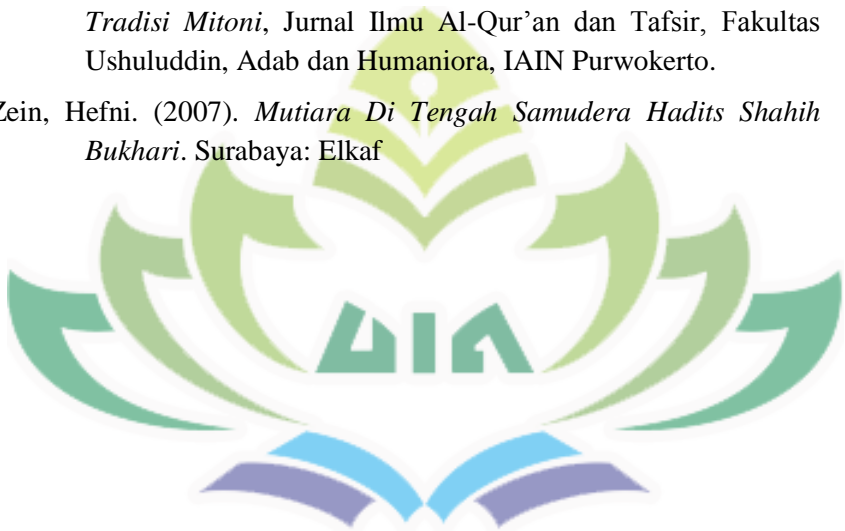 Tradisi Mitoni, Jurnal Ilmu Al-Qur'an dan Tafsir, Fakultas
Ushuluddin, Adab dan Humaniora, IAIN Purwokerto.
Zein, Hefni. (2007). Mutiara Di Tengah Samudera Hadits Shahih
Bukhari. Surabaya: Elkaf
UIN